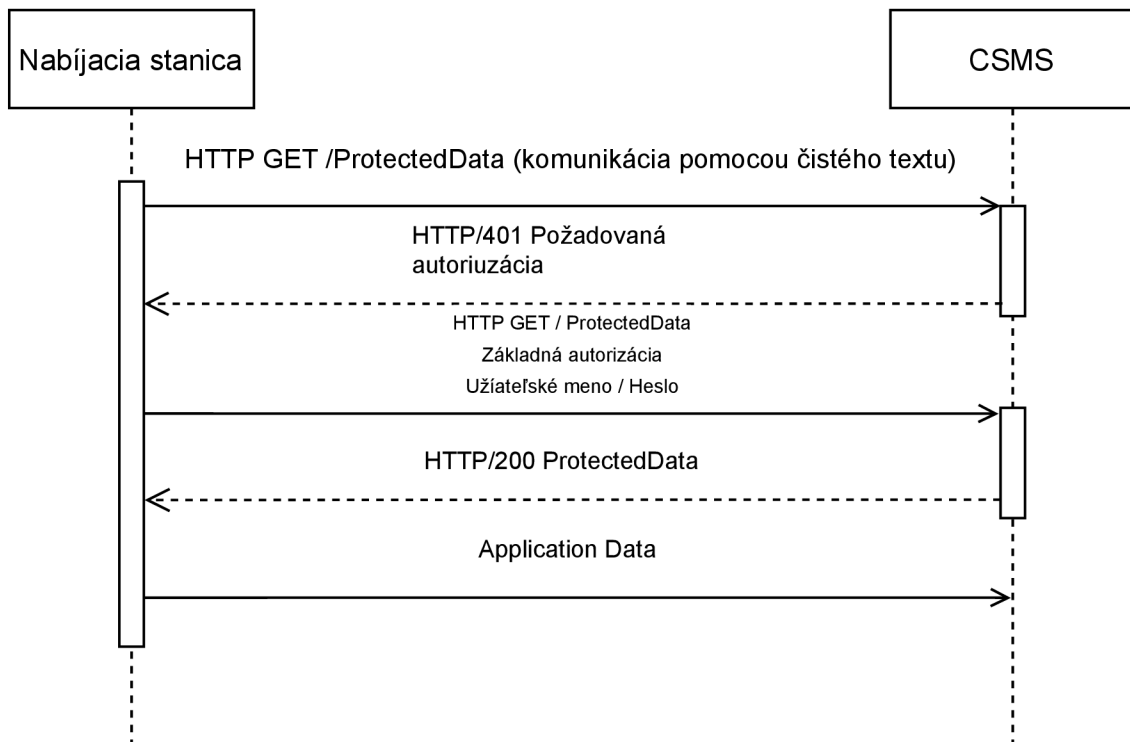 Nabíjacia stanica
CSMS
HTTP GET /ProtectedData (komunikácia pomocou čistého textu)
HTTP/401 Požadovaná
autoriuzácia
HTTP GET / ProtectedData
Základná autorizácia
Užíateľské meno / Heslo
HTTP/200 ProtectedData
Application Data